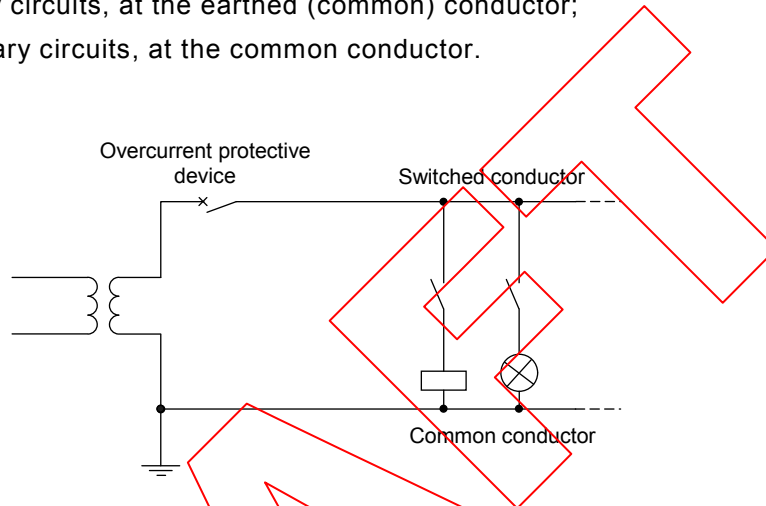 circuits, at the earthed (common) conductor;
ary circuits, at the common conductor.
Overcurrent protective
device
Switched conductor
Common conductor